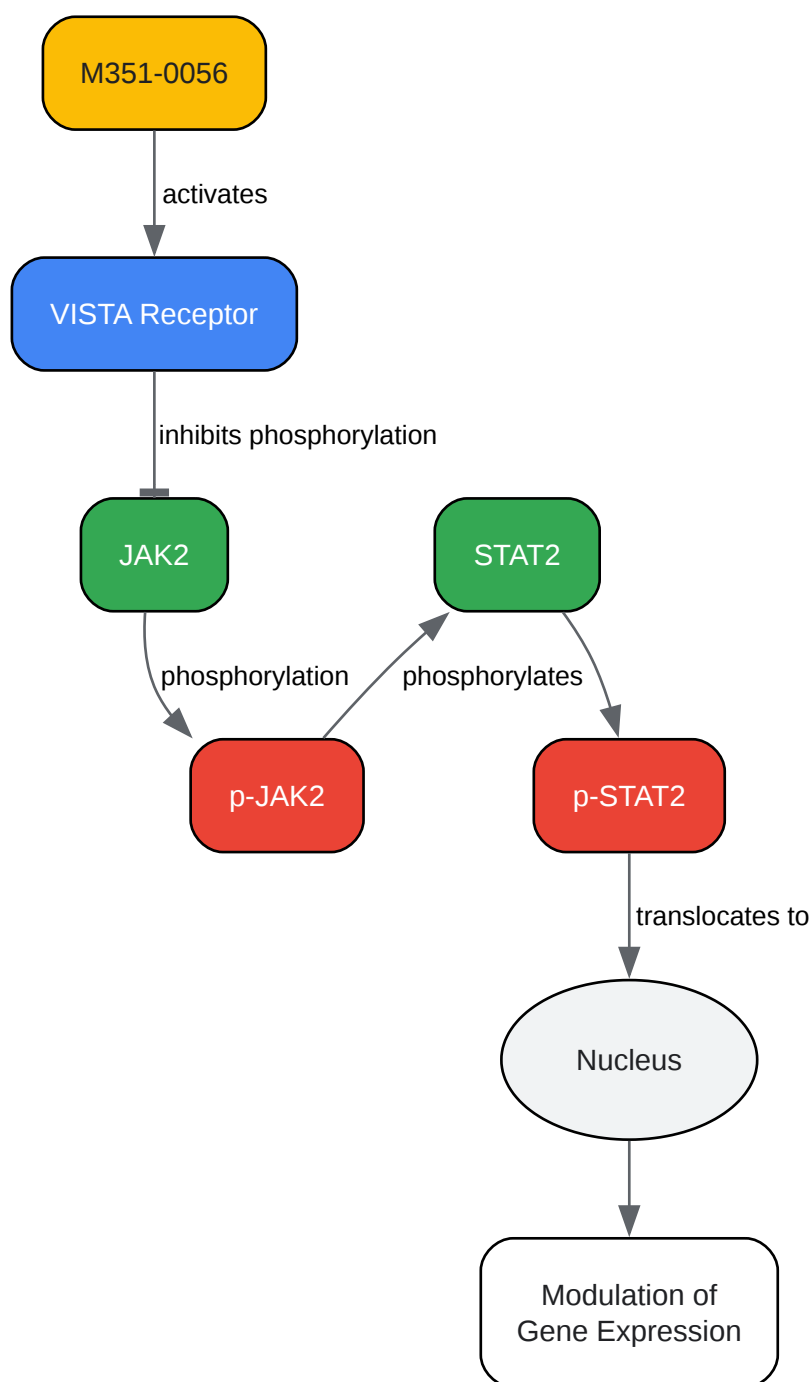 M351-0056
activates
VISTA Receptor
inhibits phosphorylation
JAK2
STAT2
phosphorylation
phosphorylates
p-JAK2
p-STAT2
translocates to
Nucleus
Modulation of
Gene Expression